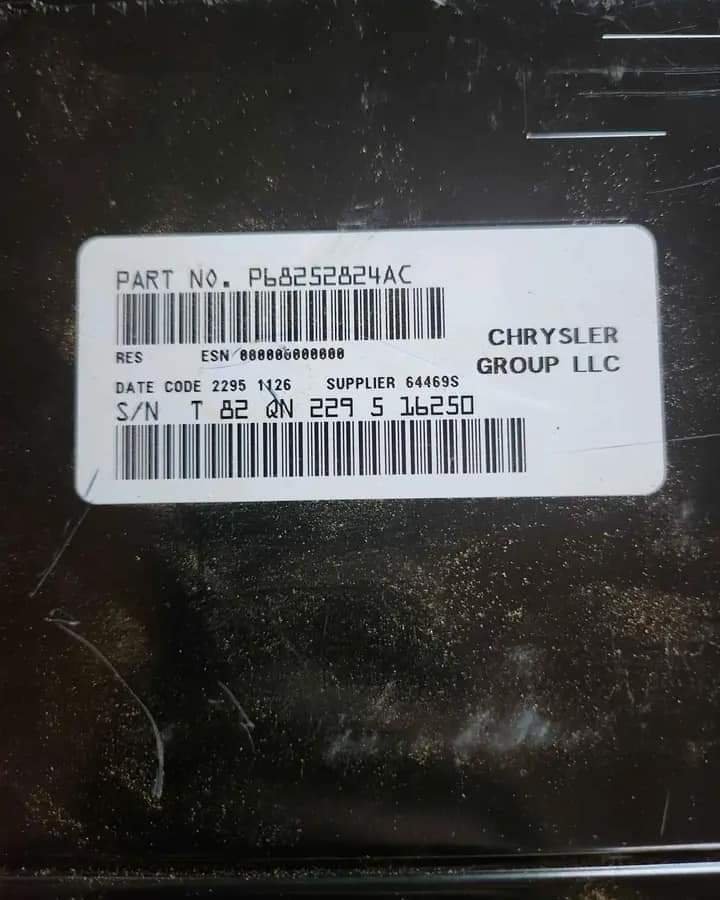 PART NO. P68252824AC
RES ESN 000000000000
CHRYSLER
GROUP LLC
DATE CODE 2295 1126 SUPPLIER 64469S
S/N T 82 QN 229 5 16250